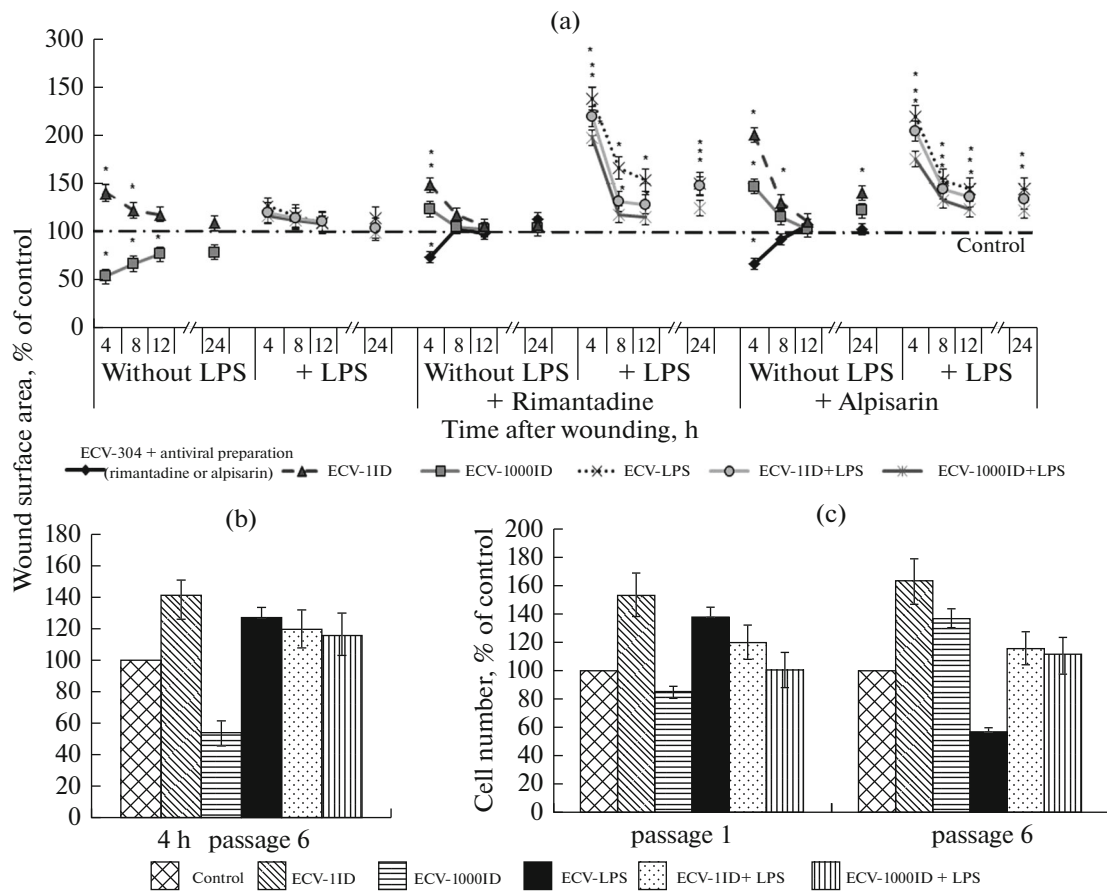 (a)
Wound surface area, % of control
300
150
200
150
100
50
0
Control
4 8 12 24 4 8 12 24 4 8 12 24 4 8 12 24 4 8 12 24 4 8 12 24
Without LPS + LPS Without LPS + LPS Without LPS + LPS
+ Rimantadine + Alpisarin
Time after wounding, h
ECV-304 + antiviral preparation
(rimantadine or alpisarin) ECV-1ID ECV-1000ID ECV-LPS ECV-1ID+LPS ECV-1000ID+LPS
(b)
180
160
140
120
100
80
60
40
20
0
4 h passage 6
(c)
Cell number, % of control
200
180
160
140
120
100
80
60
40
20
0
passage 1 passage 6
Control ECV-1ID ECV-1000ID ECV-LPS ECV-1ID+ LPS ECV-1000ID + LPS